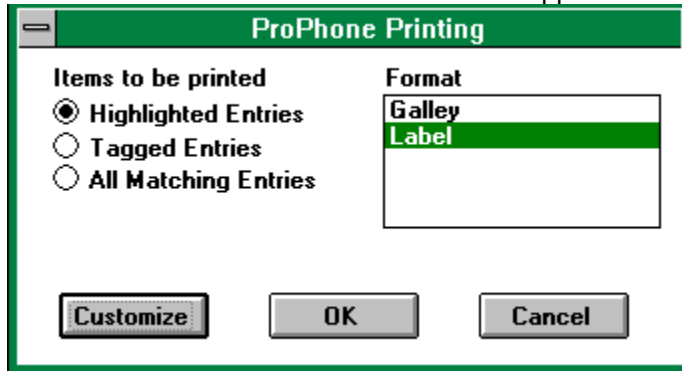 ProPhone Printing
Items to be printed
Highlighted Entries
Tagged Entries
All Matching Entries
Format
Galley
Label
Customize
OK
Cancel